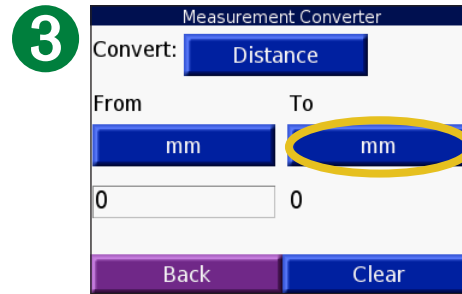 3
Measurement Converter
Convert: Distance
From To
mm mm
0 0
Back Clear